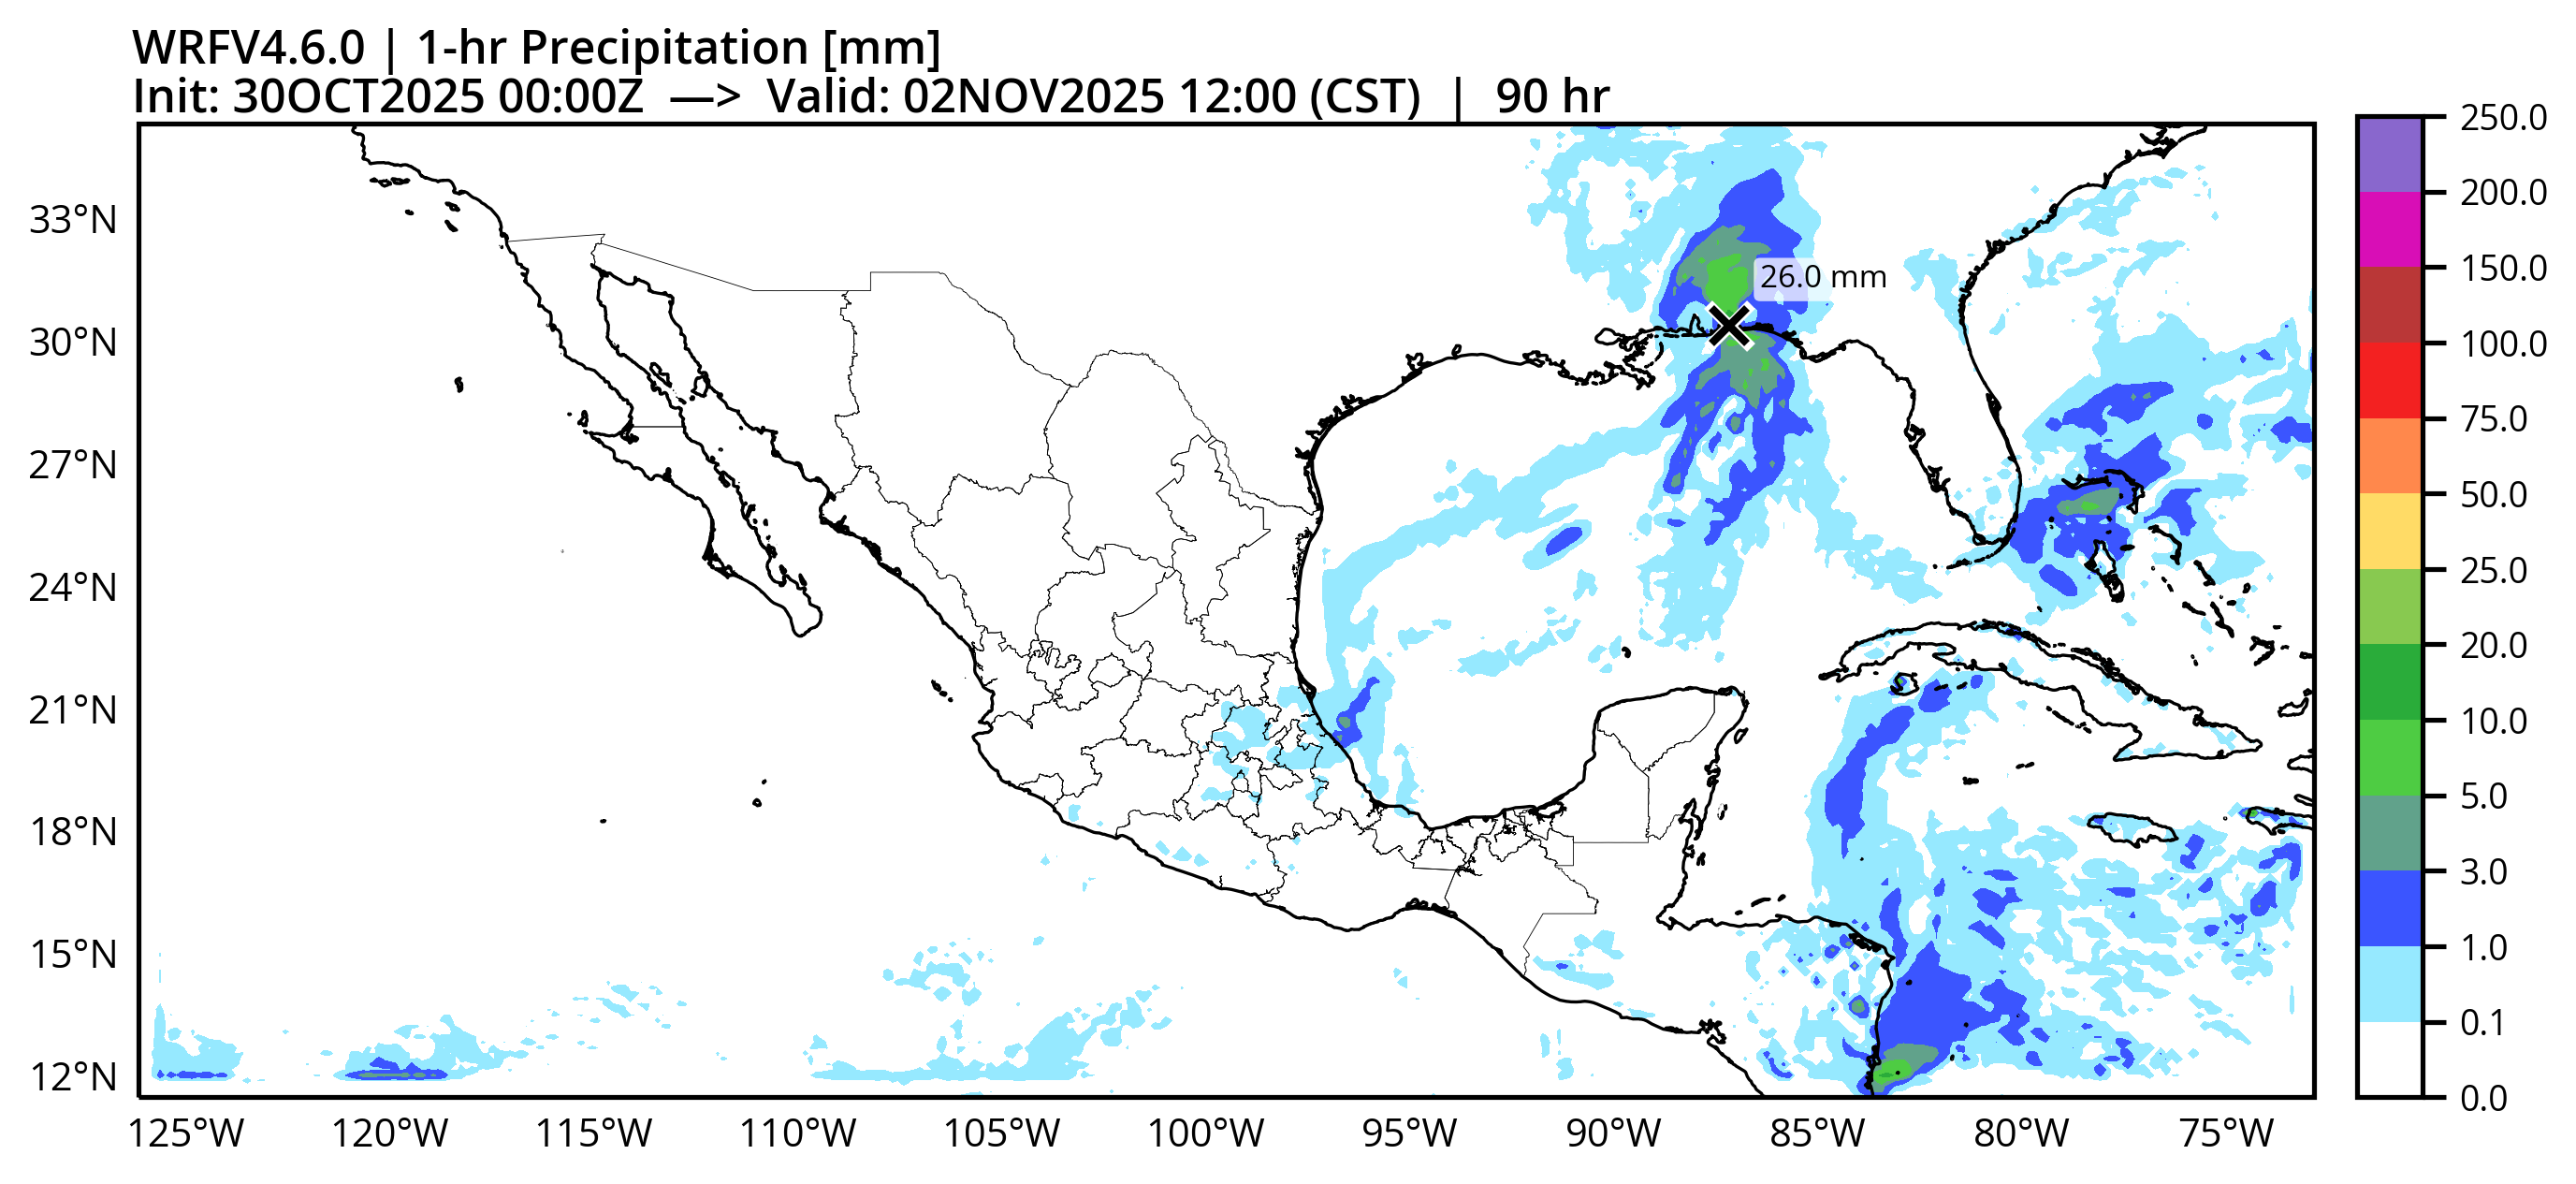 WRFV4.6.0 | 1-hr Precipitation [mm]
Init: 30OCT2025 00:00Z —> Valid: 02NOV2025 12:00 (CST) | 90 hr
26.0 mm
33°N
30°N
27°N
24°N
21°N
18°N
15°N
12°N
125°W 120°W 115°W 110°W 105°W 100°W 95°W 90°W 85°W 80°W 75°W
250.0
200.0
150.0
100.0
75.0
50.0
25.0
20.0
10.0
5.0
3.0
1.0
0.1
0.0